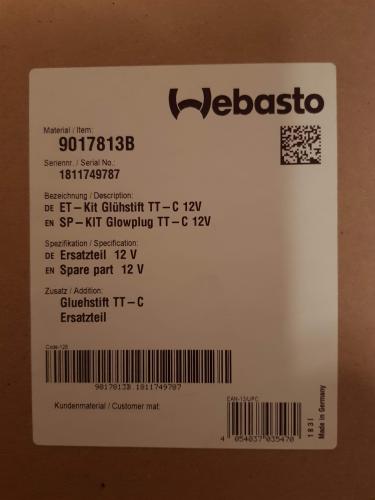 Webasto
Material / Item:
9017813B
Seriennr. / Serial No.:
1811749787
Bezeichnung / Description:
DE ET-Kit Glühstift TT-C 12V
EN SP-KIT Glowplug TT-C 12V
Spezifikation / Specification:
DE Ersatzteil 12 V
EN Spare part 12 V
Zusatz / Addition:
Gluehstift TT-C
Ersatzteil
Code-128
9017813B.1811749787
Kundenmaterial / Customer mat:
EAN-13/UPC
4 054037 035470
183I
Made in Germany